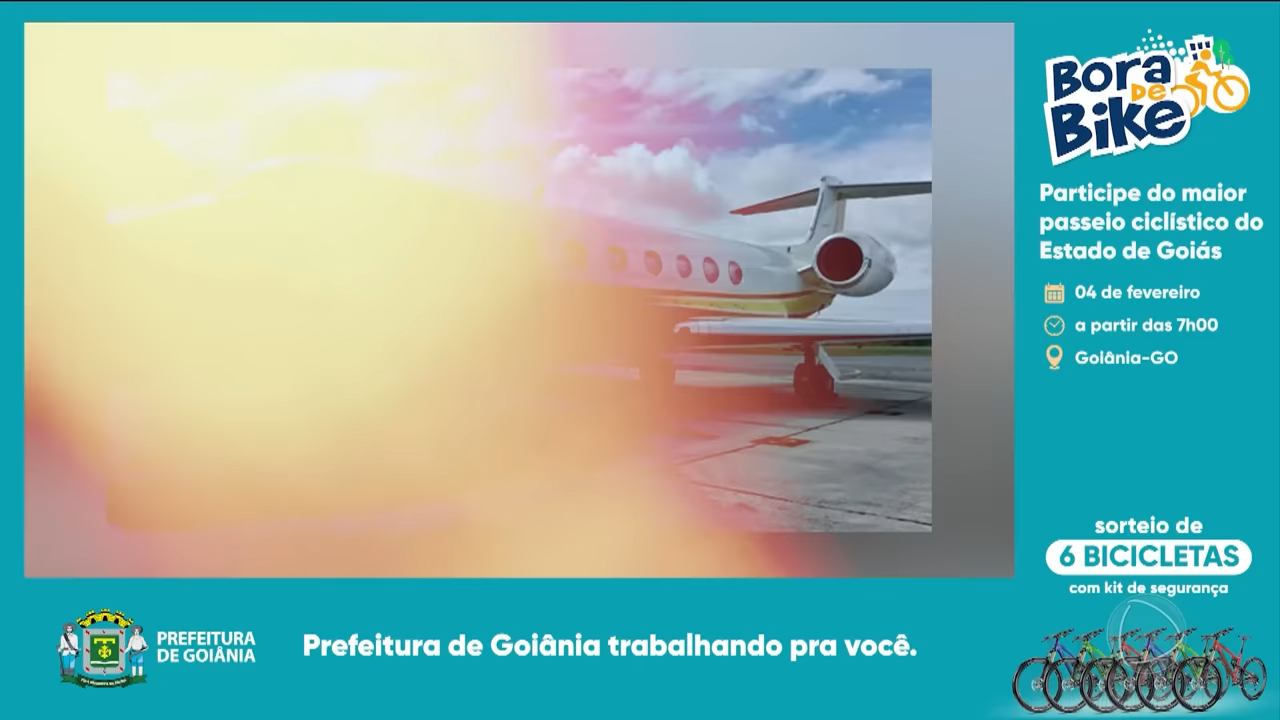 Bora
DE
Bike
Participe do maior
passeio ciclístico do
Estado de Goiás
04 de fevereiro
a partir das 7h00
Goiânia-GO
sorteio de
6 BICICLETAS
com kit de segurança
PREFEITURA
DE GOIÂNIA
Prefeitura de Goiânia trabalhando pra você.